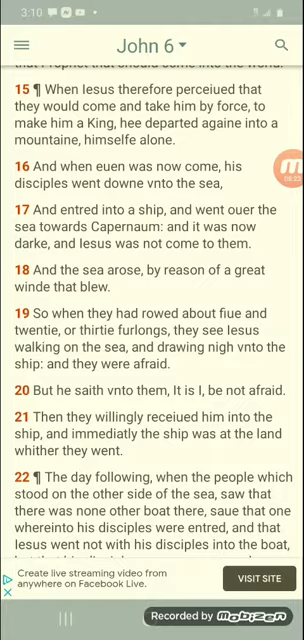 3:10
John 6
that Prophet that should come into the world.
15 ¶ When Iesus therefore perceiued that
they would come and take him by force, to
make him a King, hee departed againe into a
mountaine, himselfe alone.
16 And when euen was now come, his
disciples went downe vnto the sea,
17 And entred into a ship, and went ouer the
sea towards Capernaum: and it was now
darke, and Iesus was not come to them.
18 And the sea arose, by reason of a great
winde that blew.
19 So when they had rowed about fiue and
twentie, or thirtie furlongs, they see Iesus
walking on the sea, and drawing nigh vnto the
ship: and they were afraid.
20 But he saith vnto them, It is I, be not afraid.
21 Then they willingly receiued him into the
ship, and immediatly the ship was at the land
whither they went.
22 ¶ The day following, when the people which
stood on the other side of the sea, saw that
there was none other boat there, saue that one
whereinto his disciples were entred, and that
Iesus went not with his disciples into the boat,
Create live streaming video from
anywhere on Facebook Live.
VISIT SITE
Recorded by mobizen